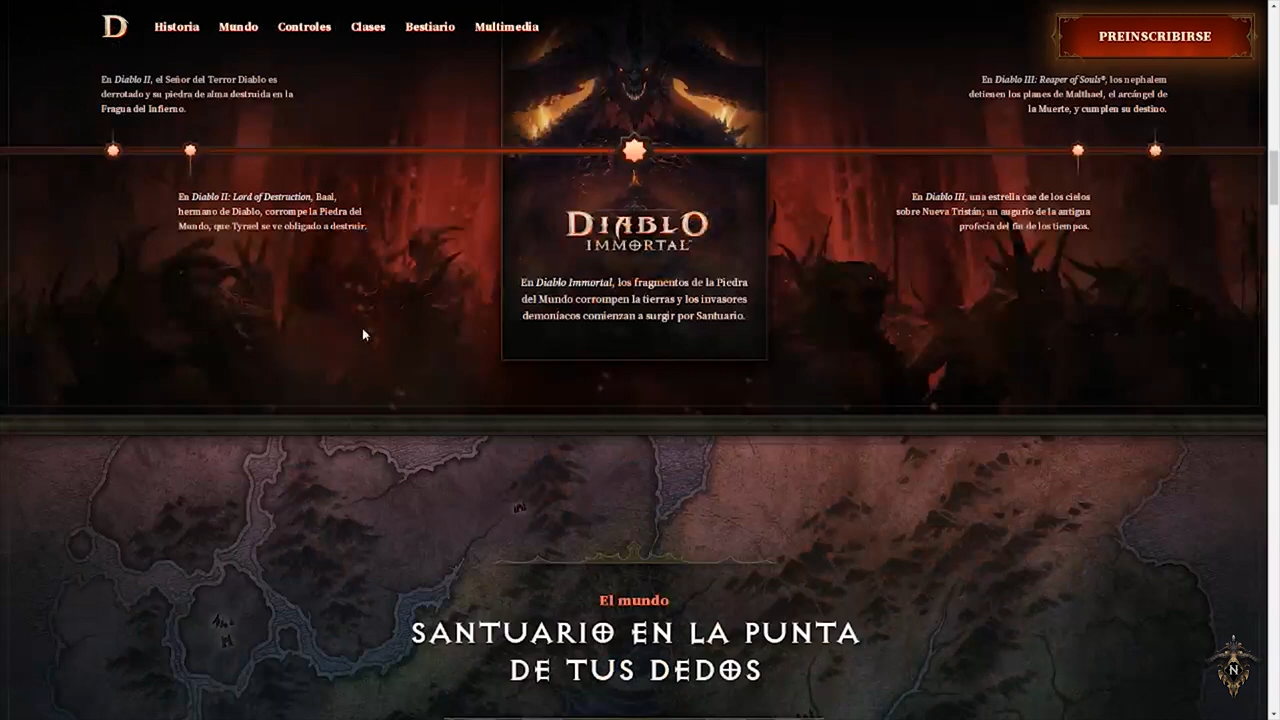 D
Historia Mundo Controles Clases Bestiario Multimedia
PREINSCRIBIRSE
En Diablo II, el Señor del Terror Diablo es
derrotado y su piedra de alma destruida en la
Fragua del Infierno.
En Diablo II: Lord of Destruction, Baal,
hermano de Diablo, corrompe la Piedra del
Mundo, que Tyrael se ve obligado a destruir.
DIABLO
IMMORTAL™
En Diablo Immortal, los fragmentos de la Piedra
del Mundo corrompen la tierras y los invasores
demoníacos comienzan a surgir por Santuario.
En Diablo III, una estrella cae de los cielos
sobre Nueva Tristán; un augurio de la antigua
profecía del fin de los tiempos.
En Diablo III: Reaper of Souls®, los nephalem
detienen los planes de Malthael, el arcángel de
la Muerte, y cumplen su destino.
El mundo
SANTUARIO EN LA PUNTA
DE TUS DEDOS
N